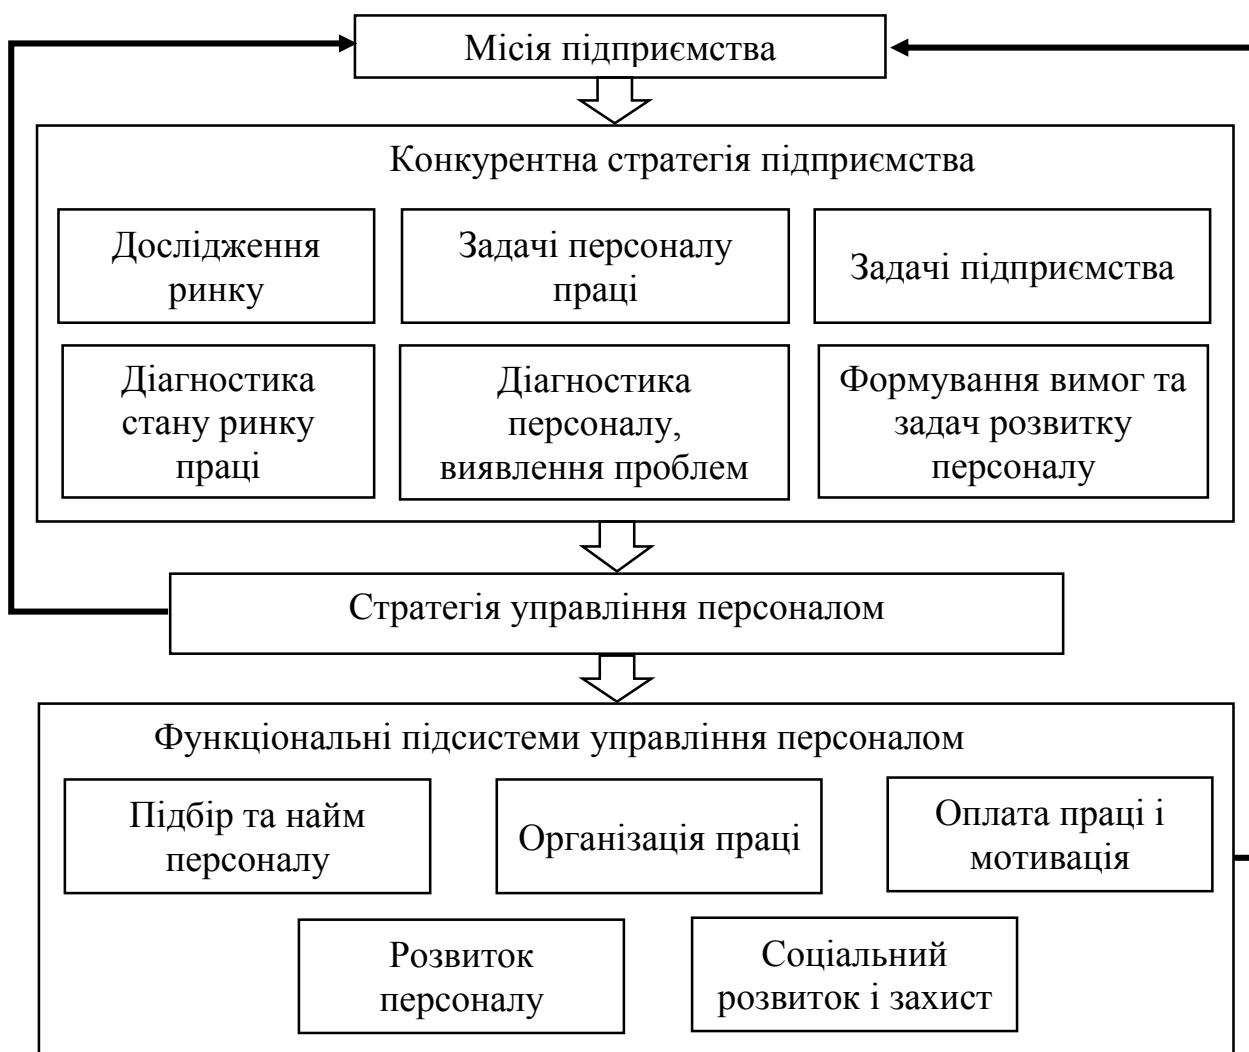 Місія підприємства
Конкурентна стратегія підприємства
Дослідження
ринку
Задачі персоналу
праці
Задачі підприємства
Діагностика
стану ринку
праці
Діагностика
персоналу,
виявлення проблем
Формування вимог та
задач розвитку
персоналу
Стратегія управління персоналом
Функціональні підсистеми управління персоналом
Підбір та найм
персоналу
Організація праці
Оплата праці і
мотивація
Розвиток
персоналу
Соціальний
розвиток і захист